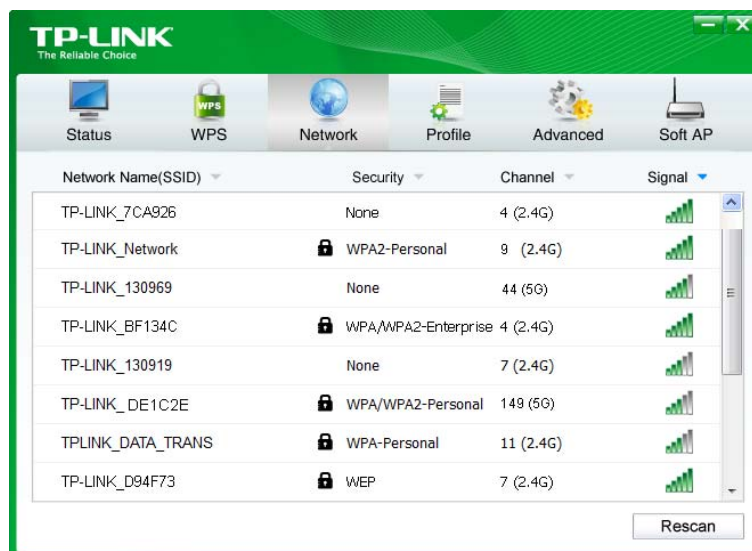 TP-LINK
The Reliable Choice
WPS
Status WPS Network Profile Advanced Soft AP
Network Name(SSID) Security Channel Signal
TP-LINK_7CA926 None 4 (2.4G)
TP-LINK_Network WPA2-Personal 9 (2.4G)
TP-LINK_130969 None 44 (5G)
TP-LINK_BF134C WPA/WPA2-Enterprise 4 (2.4G)
TP-LINK_130919 None 7 (2.4G)
TP-LINK_ DE1C2E WPA/WPA2-Personal 149 (5G)
TPLINK_DATA_TRANS WPA-Personal 11 (2.4G)
TP-LINK_D94F73 WEP 7 (2.4G)
Rescan